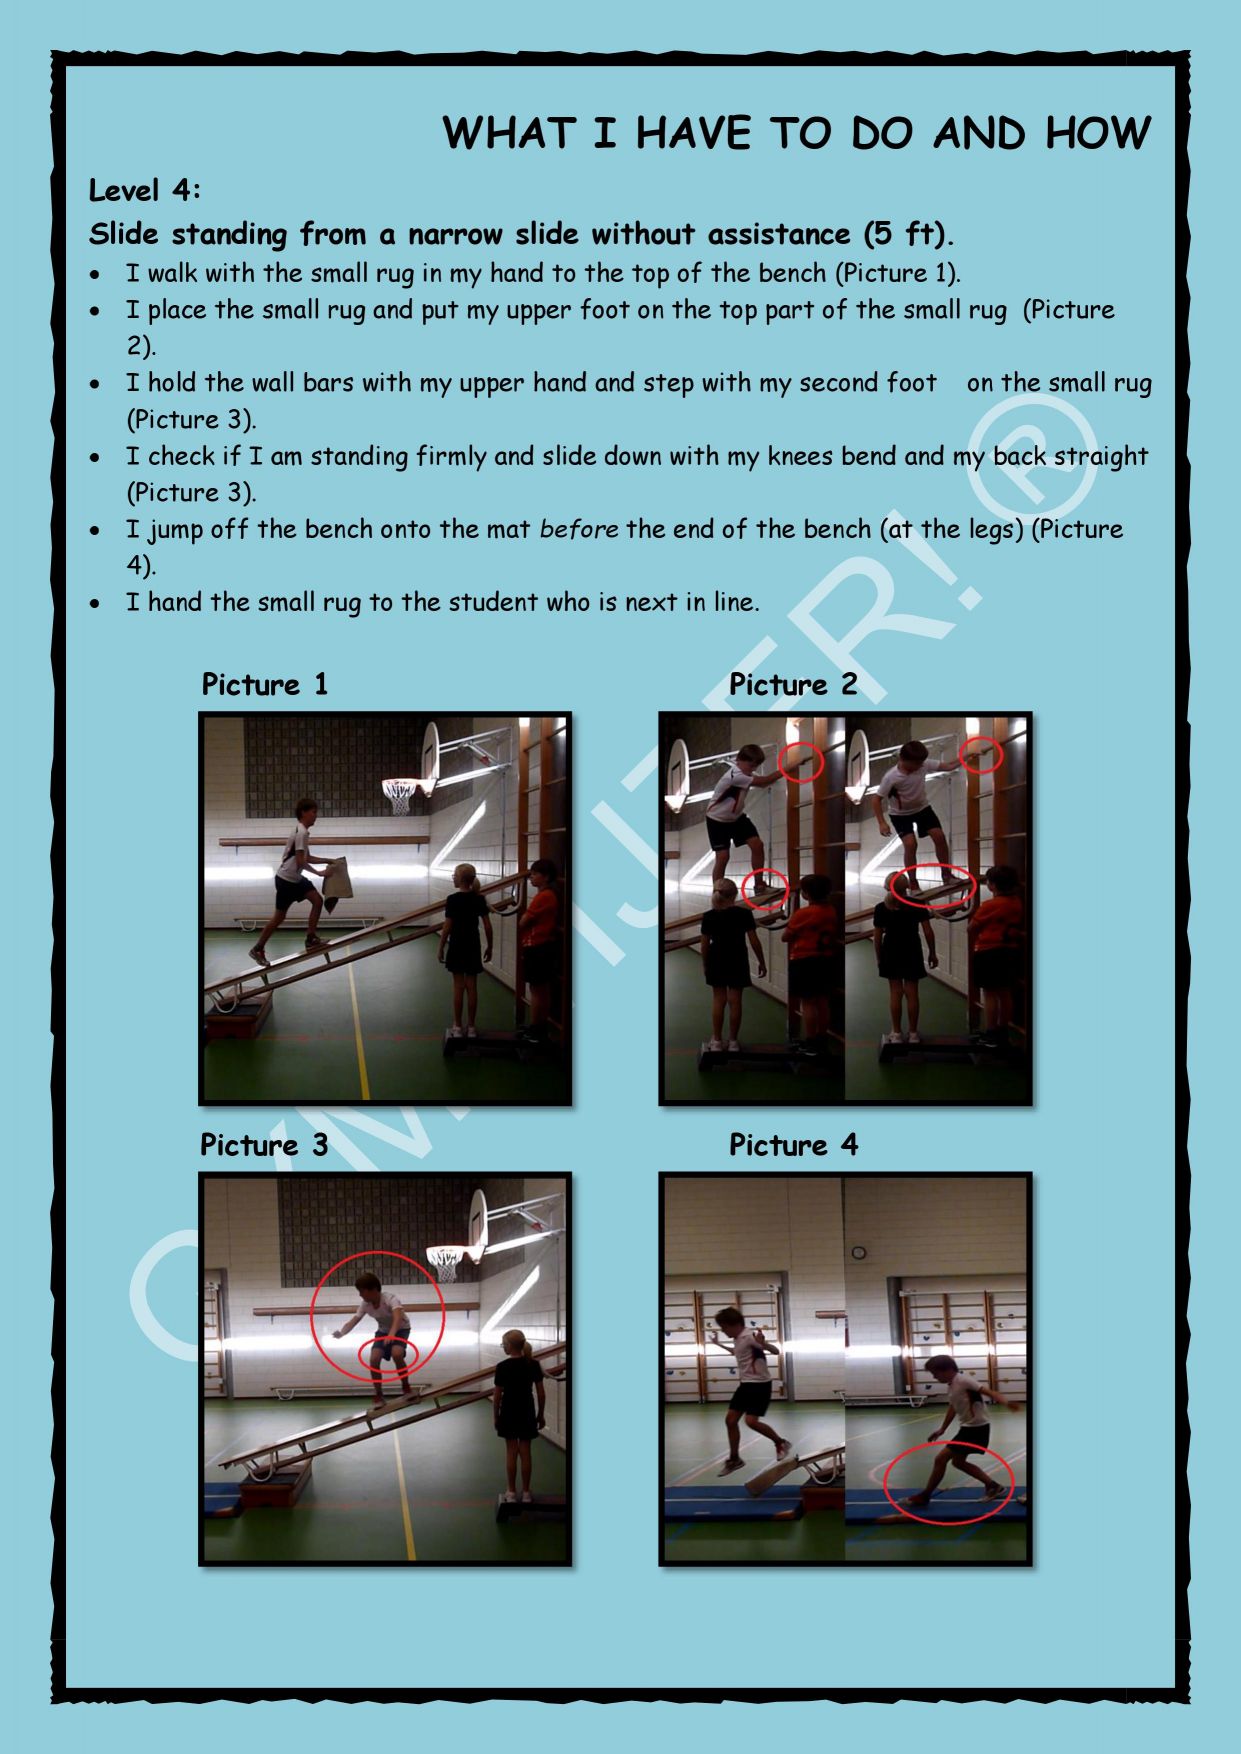 WHAT I HAVE TO DO AND HOW
Level 4:
Slide standing from a narrow slide without assistance (5 ft).
• I walk with the small rug in my hand to the top of the bench (Picture 1).
• I place the small rug and put my upper foot on the top part of the small rug (Picture
2).
• I hold the wall bars with my upper hand and step with my second foot on the small rug
(Picture 3).
• I check if I am standing firmly and slide down with my knees bend and my back straight
(Picture 3).
• I jump off the bench onto the mat before the end of the bench (at the legs) (Picture
4).
• I hand the small rug to the student who is next in line.
Picture 1
Picture 2
Picture 3
Picture 4